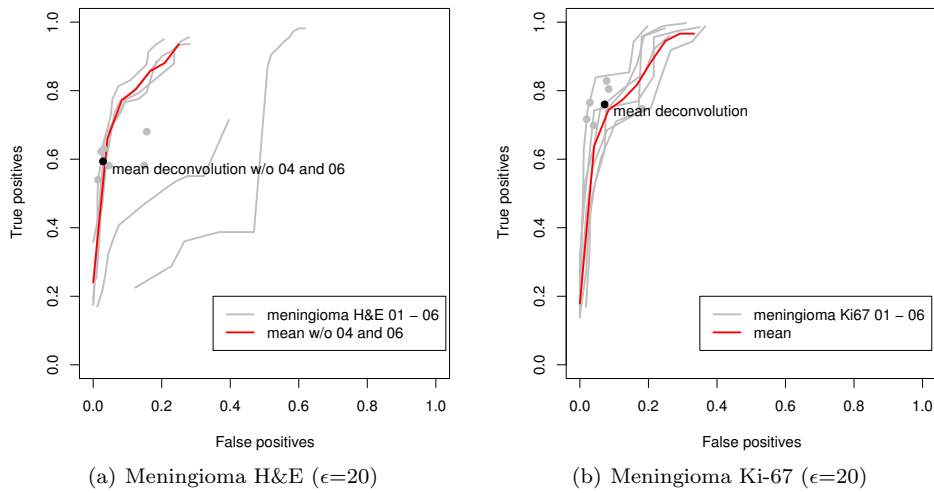 1.0
0.8
0.6
0.4
0.2
0.0
True positives
mean deconvolution w/o 04 and 06
meningioma H&E 01 − 06
mean w/o 04 and 06
0.0 0.2 0.4 0.6 0.8 1.0
False positives
(a) Meningioma H&E (ϵ=20)
1.0
0.8
0.6
0.4
0.2
0.0
True positives
mean deconvolution
meningioma Ki67 01 − 06
mean
0.0 0.2 0.4 0.6 0.8 1.0
False positives
(b) Meningioma Ki-67 (ϵ=20)